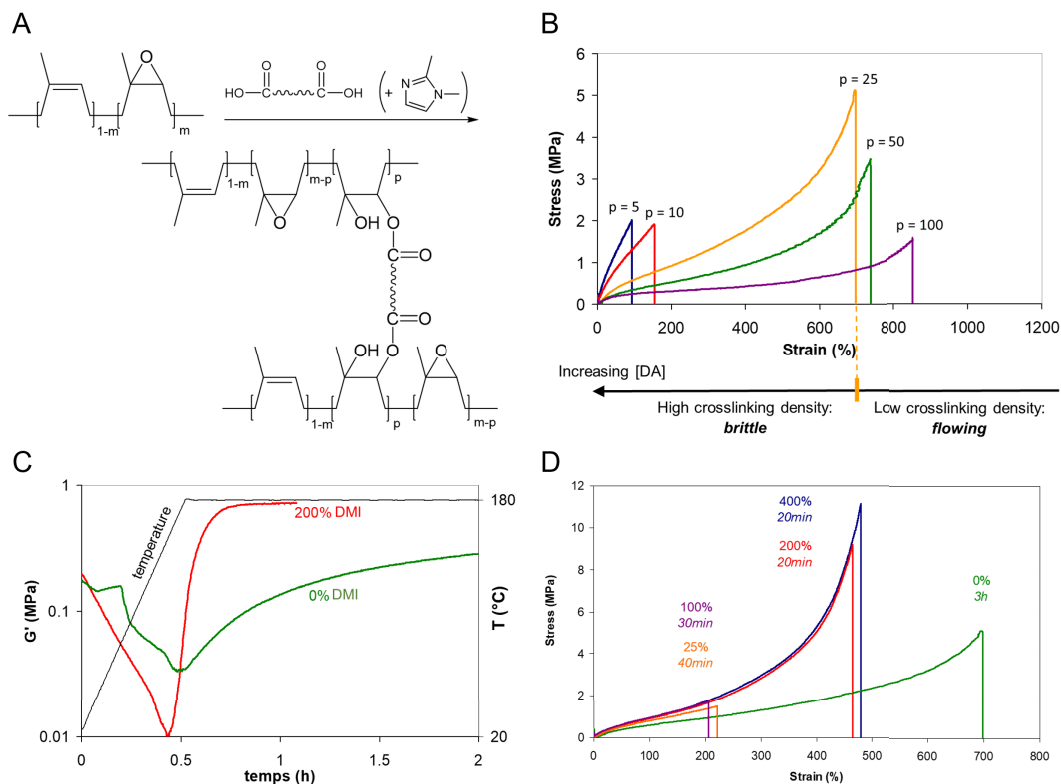 A
O
O
O
HO
C
C
OH
(+
N
N
)
1-m
m
1-m
m-p
p
O
OH
O
C
O
C
O
OH
O
O
1-m
p
m-p
B
Stress (MPa)
6
5
4
3
2
1
0
p = 25
p = 50
p = 5
p = 10
p = 100
0
200
400
600
800
1000
1200
Strain (%)
Increasing [DA]
High crosslinking density:
brittle
Low crosslinking density:
flowing
C
G' (MPa)
1
0.1
0.01
temperature
200% DMI
0% DMI
180
T (°C)
20
0
0.5
1
1.5
2
temps (h)
D
Stress (MPa)
12
10
8
6
4
2
0
400%
20min
200%
20min
100%
30min
25%
40min
0%
3h
0
100
200
300
400
500
600
700
800
Strain (%)